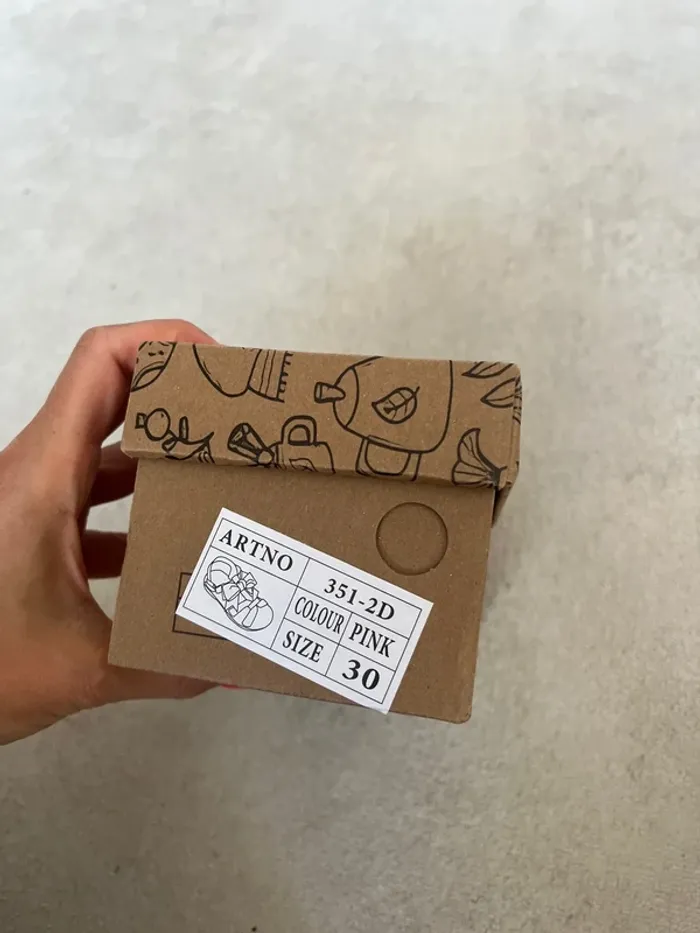 ARTNO 351-2D
COLOUR PINK
SIZE 30